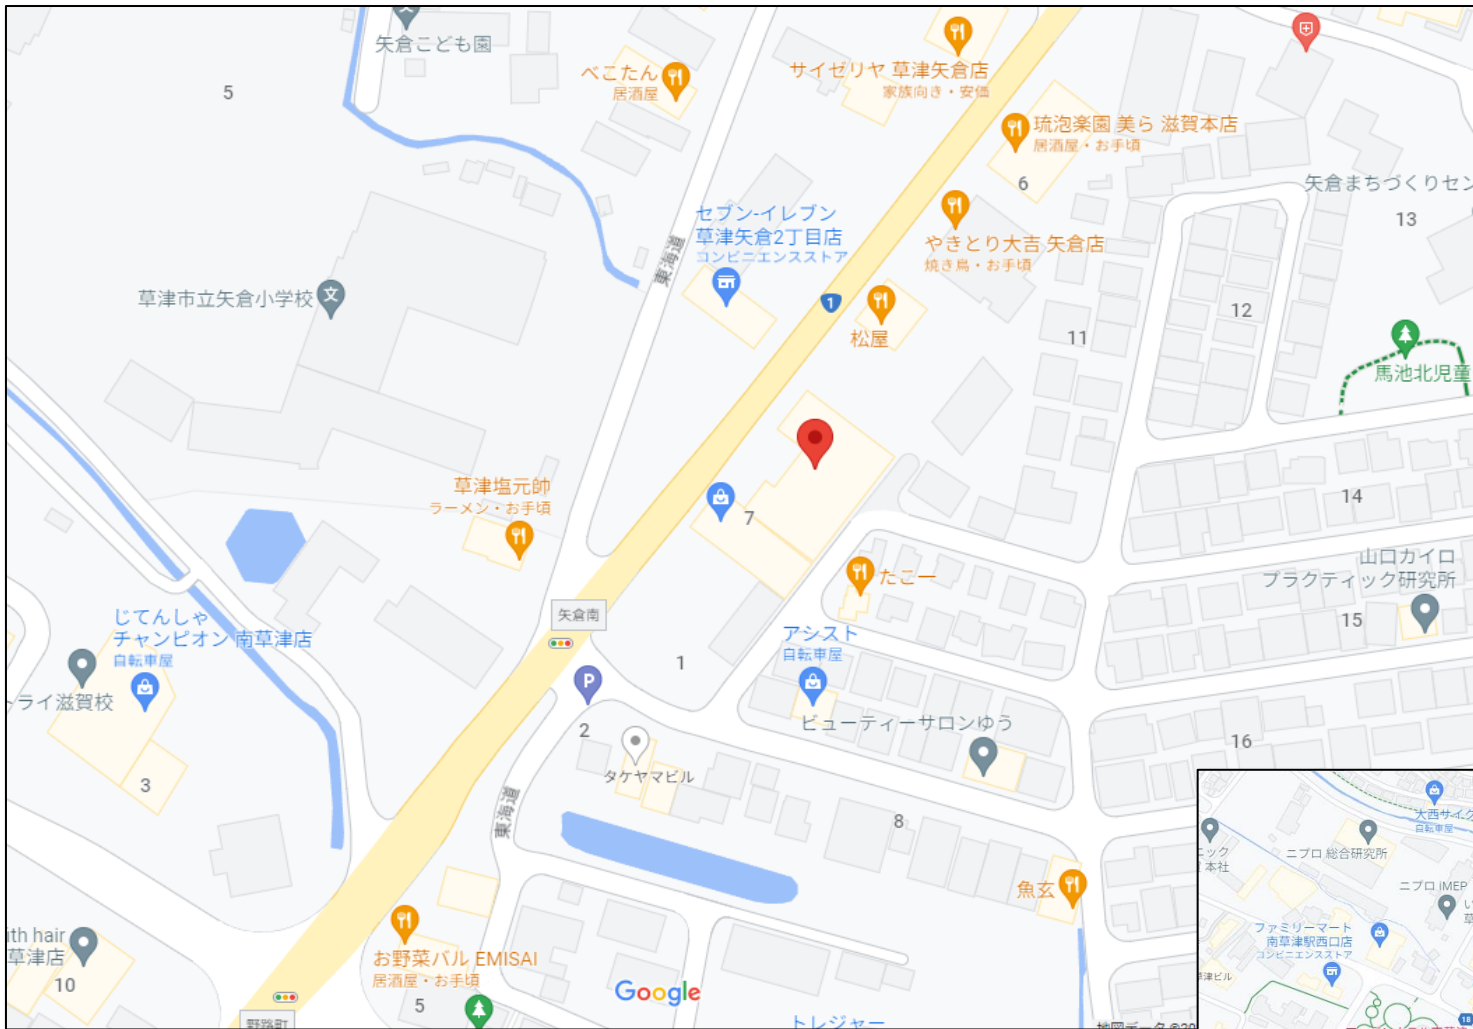 矢倉こども園
5
べこたん
居酒屋
サイゼリヤ 草津矢倉店
家族向き・安価
琉泡楽園 美ら 滋賀本店
居酒屋・お手頃
6
矢倉まちづくりセン
13
セブン-イレブン
草津矢倉2丁目店
コンビニエンスストア
やきとり大吉 矢倉店
焼き鳥・お手頃
東海道
草津市立矢倉小学校
文
1
松屋
11
12
馬池北児童
草津塩元帥
ラーメン・お手頃
7
14
たこ一
山口カイロ
プラクティック研究所
15
矢倉南
じてんしゃ
チャンピオン 南草津店
自転車屋
アシスト
自転車屋
1
P
ライ滋賀校
2
ビューティーサロンゆう
16
タケヤマビル
3
東海道
8
魚玄
ith hair
草津店
10
お野菜バル EMISAI
居酒屋・お手頃
5
Google
野路町
トレジャー
大西サイク
自転車屋
ニック
本社
ニプロ 総合研究所
ニプロ iMEP
い
ファミリーマート
南草津駅西口店
コンビニエンスストア
津ビル
18